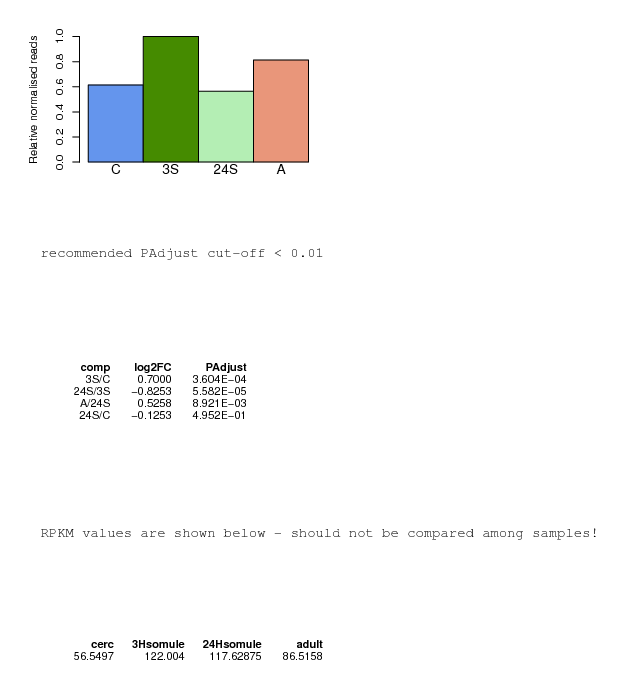 Relative normalised reads
1.0
0.8
0.6
0.4
0.2
0.0
C 3S 24S A
recommended PAdjust cut-off < 0.01
comp log2FC PAdjust
3S/C 0.7000 3.604E-04
24S/3S -0.8253 5.582E-05
A/24S 0.5258 8.921E-03
24S/C -0.1253 4.952E-01
RPKM values are shown below - should not be compared among samples!
cerc 3Hsomule 24Hsomule adult
56.5497 122.004 117.62875 86.5158